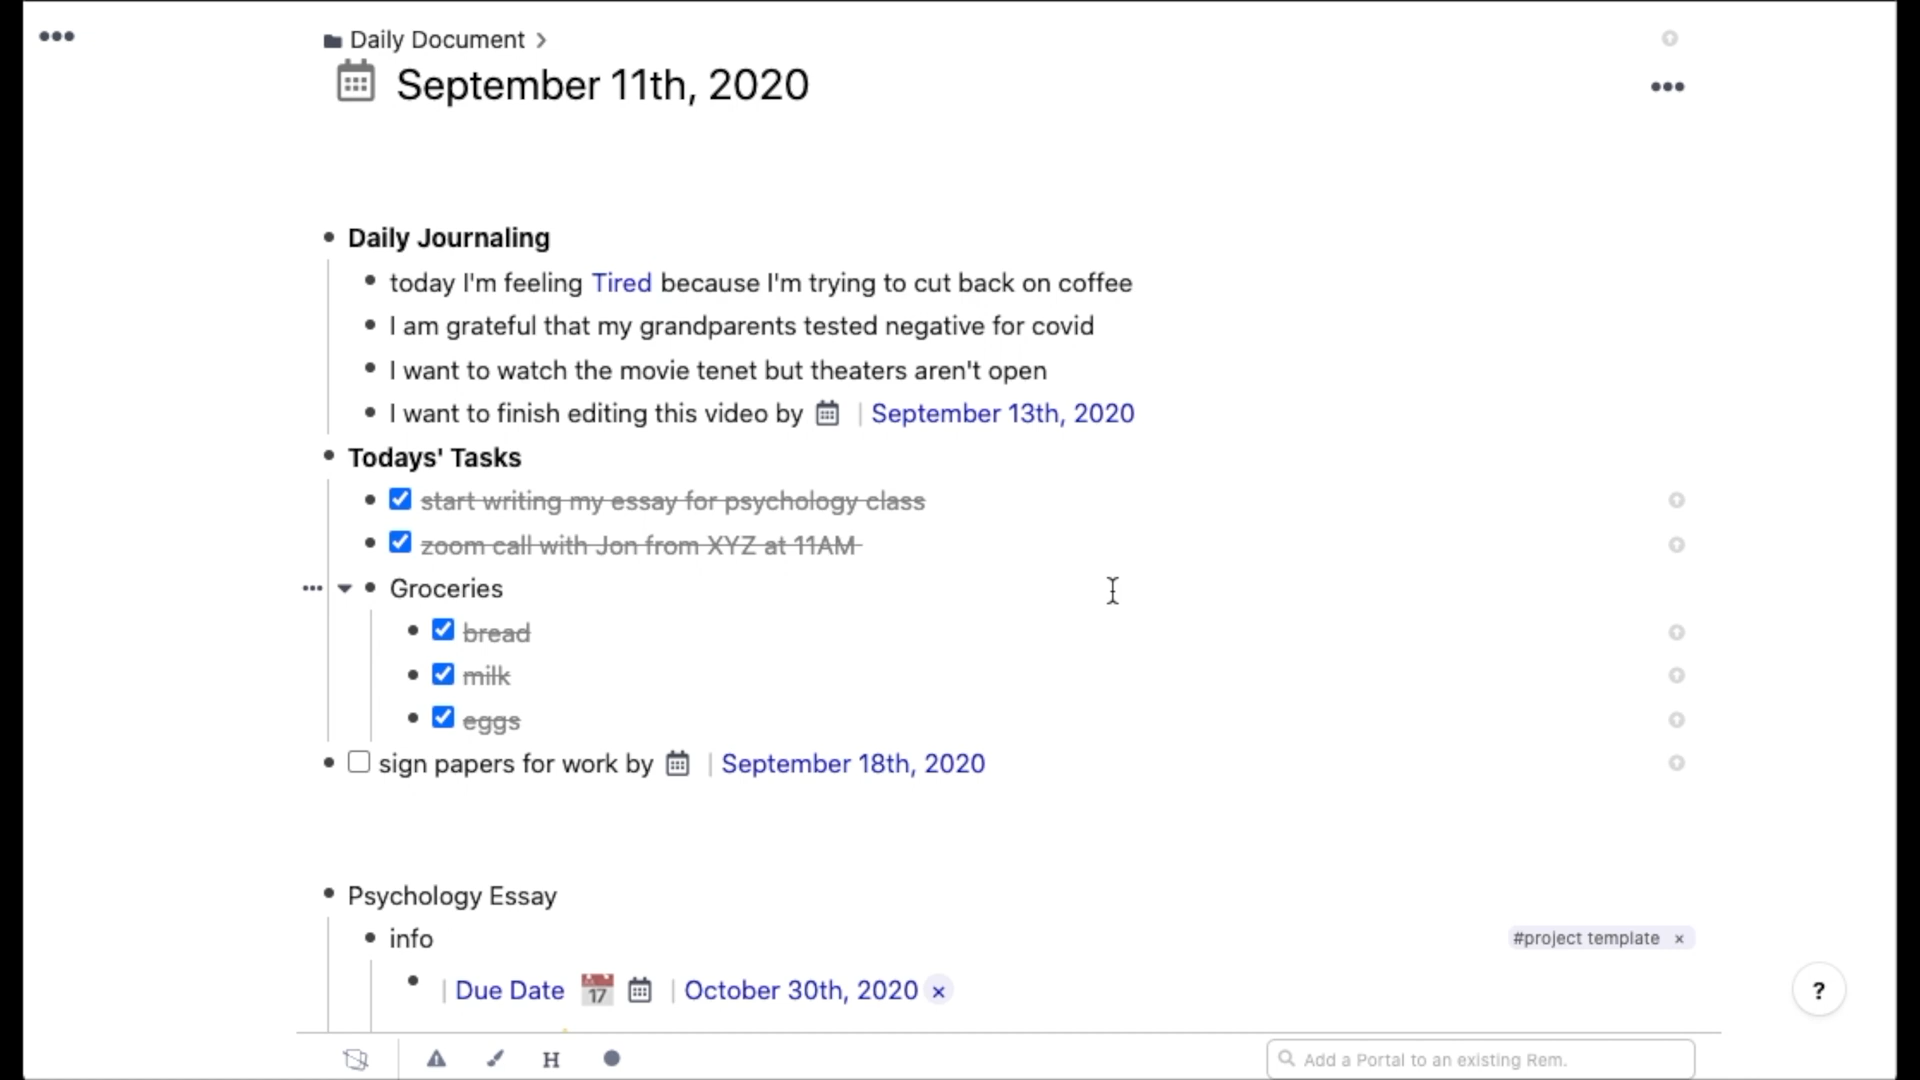 Daily Document
September 11th, 2020
Daily Journaling
today I'm feeling Tired because I'm trying to cut back on coffee
I am grateful that my grandparents tested negative for covid
I want to watch the movie tenet but theaters aren't open
I want to finish editing this video by | September 13th, 2020
Todays' Tasks
start writing my essay for psychology class
zoom call with Jon from XYZ at 11AM
Groceries
bread
milk
eggs
sign papers for work by | September 18th, 2020
Psychology Essay
info #project template ×
| Due Date 17 | October 30th, 2020 ×
?
H Add a Portal to an existing Rem.